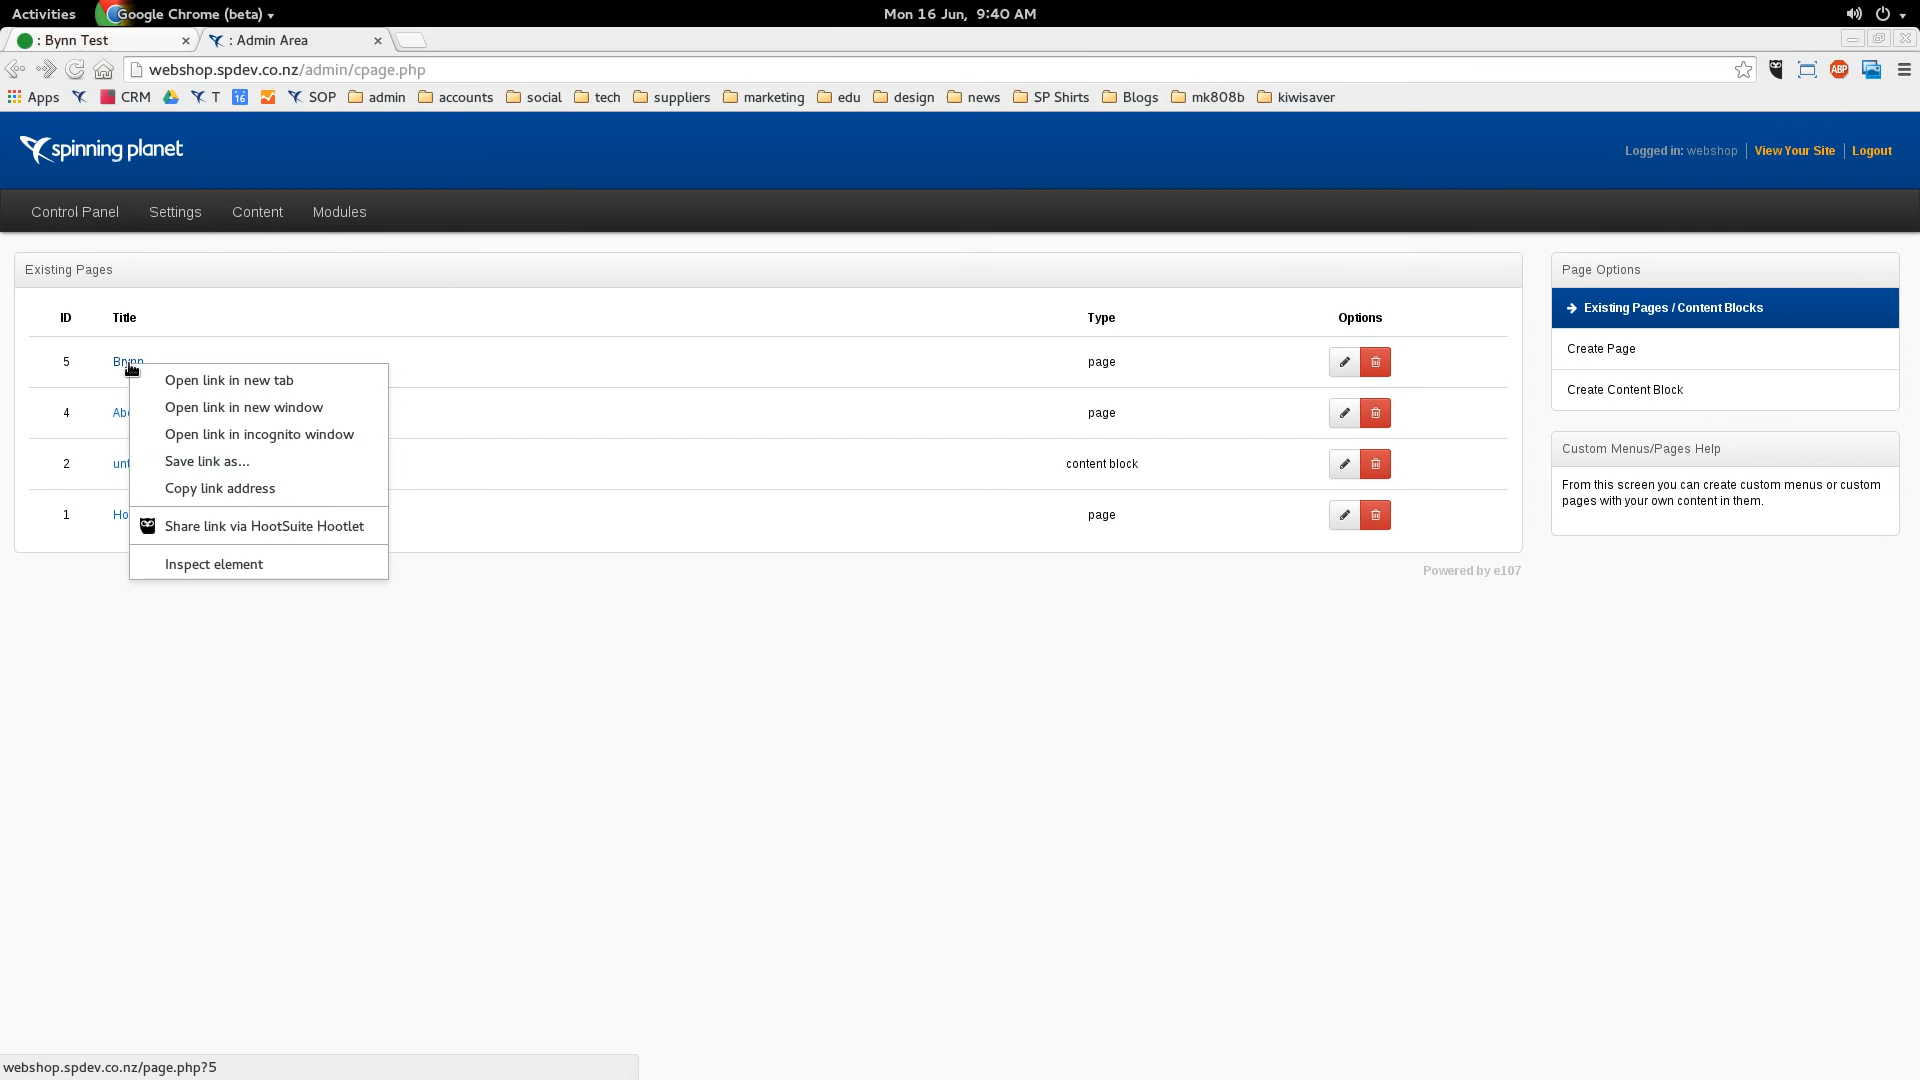 Activities
Google Chrome (beta)
Mon 16 Jun, 9:40 AM
: Bynn Test
: Admin Area
webshop.spdev.co.nz/admin/cpage.php
ABP
Apps
CRM
T
16
SOP
admin
accounts
social
tech
suppliers
marketing
edu
design
news
SP Shirts
Blogs
mk808b
kiwisaver
spinning planet
Logged in: webshop
View Your Site
Logout
Control Panel
Settings
Content
Modules
Existing Pages
ID Title Type Options
5 page
4 page
2 content block
1 page
Open link in new tab
Open link in new window
Open link in incognito window
Save link as...
Copy link address
Share link via HootSuite Hootlet
Inspect element
Powered by e107
Page Options
Existing Pages / Content Blocks
Create Page
Create Content Block
Custom Menus/Pages Help
From this screen you can create custom menus or custom
pages with your own content in them.
webshop.spdev.co.nz/page.php?5